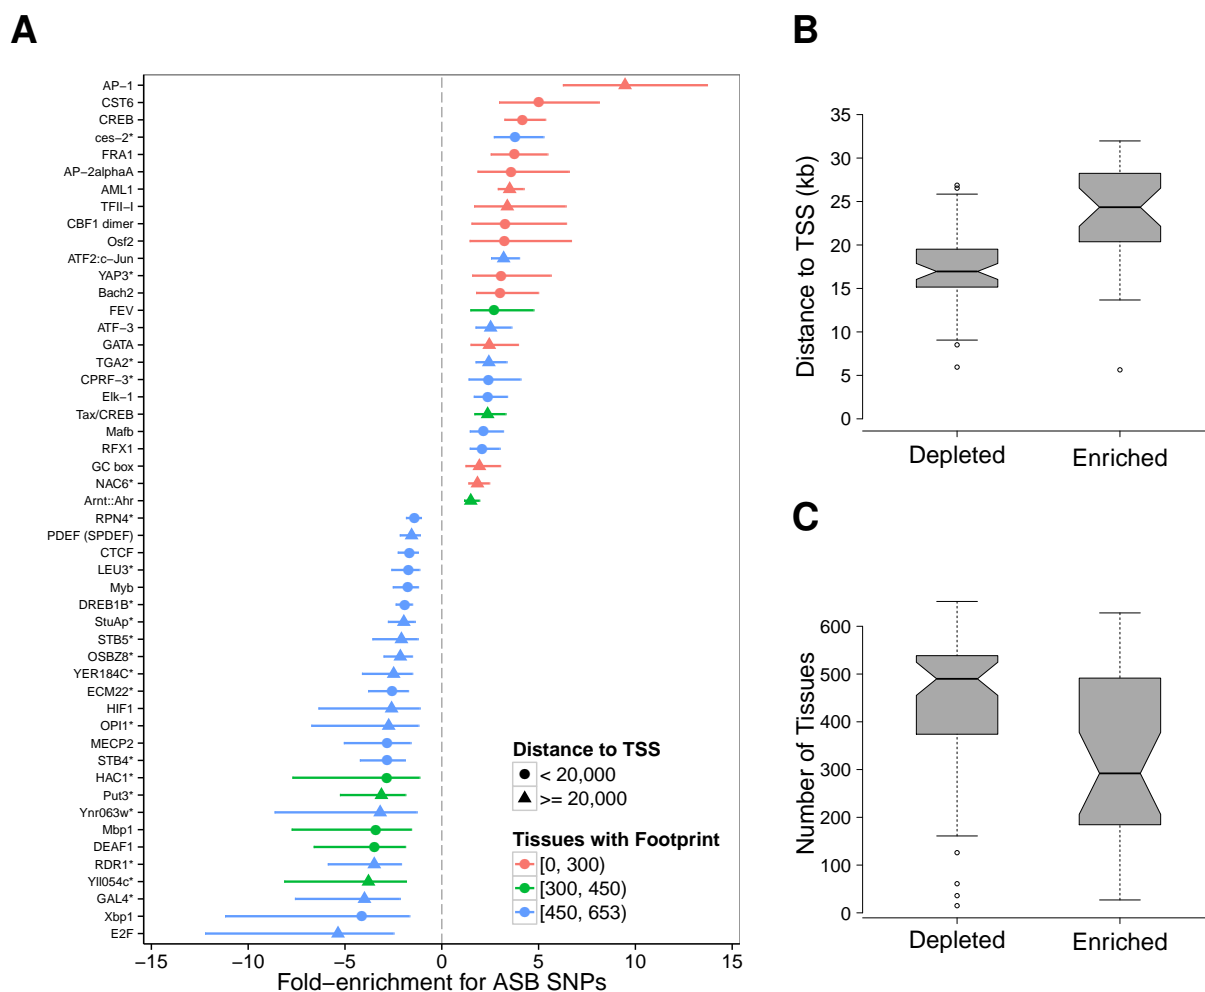 A
AP−1
CST6
CREB
ces−2*
FRA1
AP−2alphaA
AML1
TFII−I
CBF1 dimer
Osf2
ATF2:c−Jun
YAP3*
Bach2
FEV
ATF−3
GATA
TGA2*
CPRF−3*
Elk−1
Tax/CREB
Mafb
RFX1
GC box
NAC6*
Arnt::Ahr
RPN4*
PDEF (SPDEF)
CTCF
LEU3*
Myb
DREB1B*
StuAp*
STB5*
OSBZ8*
YER184C*
ECM22*
HIF1
OPI1*
MECP2
STB4*
HAC1*
Put3*
Ynr063w*
Mbp1
DEAF1
RDR1*
Yll054c*
GAL4*
Xbp1
E2F
−15 −10 −5 0 5 10 15
Fold−enrichment for ASB SNPs
Distance to TSS
< 20,000
>= 20,000
Tissues with Footprint
[0, 300)
[300, 450)
[450, 653)
B
Distance to TSS (kb)
35
30
25
20
15
10
5
0
Depleted Enriched
C
Number of Tissues
600
500
400
300
200
100
0
Depleted Enriched